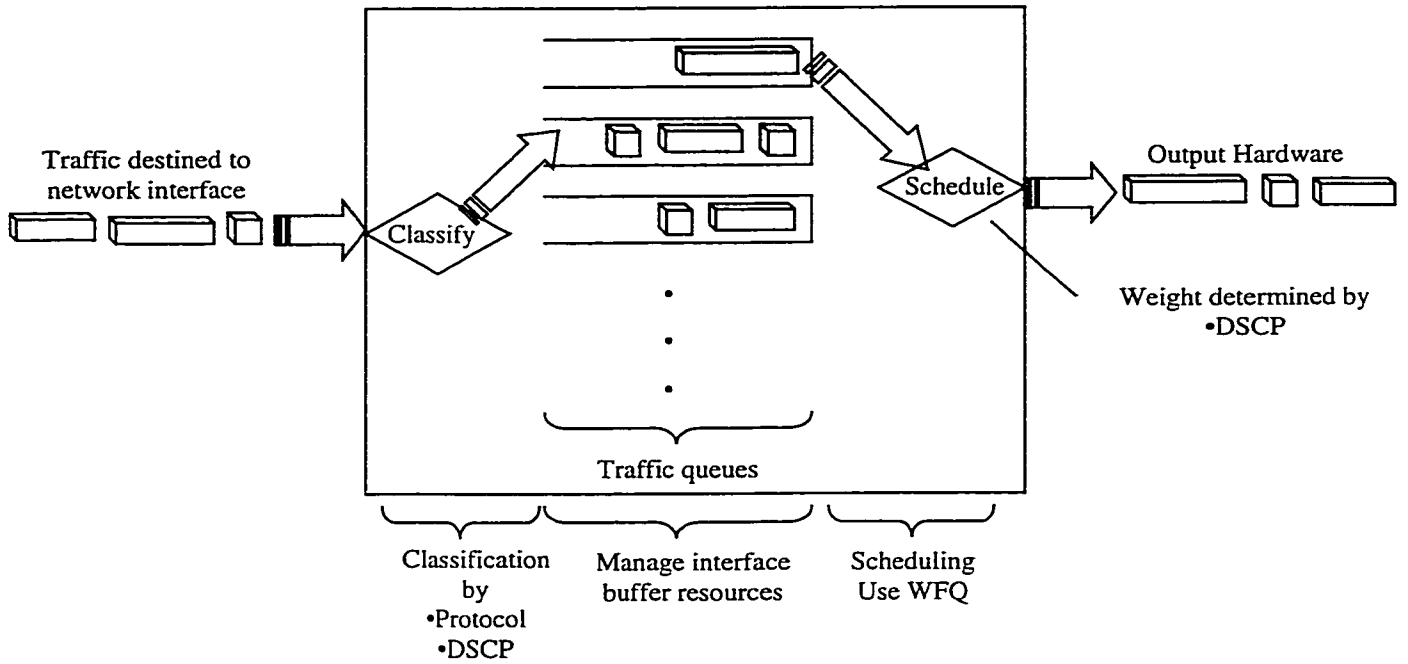 Traffic destined to
network interface
Classify
Schedule
Output Hardware
Weight determined by
•DSCP
Traffic queues
Classification
by
•Protocol
•DSCP
Manage interface
buffer resources
Scheduling
Use WFQ